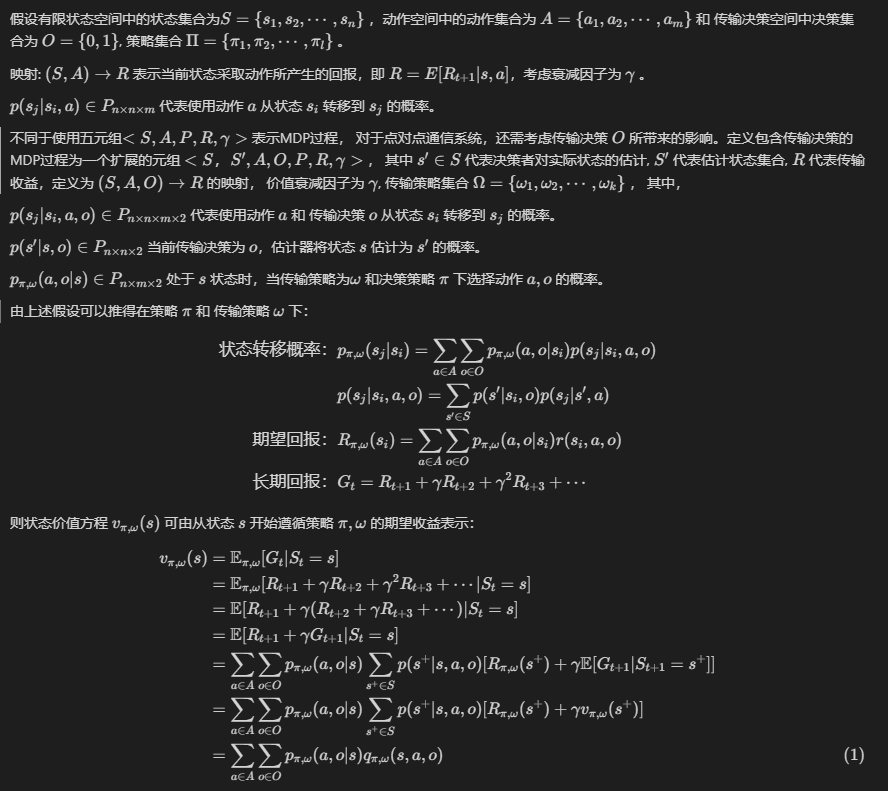 假设有限状态空间中的状态集合为$S = \{s_1, s_2, \cdots, s_n\}$ ，动作空间中的动作集合为 $A = \{a_1, a_2, \cdots, a_m\}$ 和 传输决策空间中决策集
合为 $O = \{0, 1\}$, 策略集合 $\Pi = \{\pi_1, \pi_2, \cdots, \pi_l\}$ 。
映射: $(S, A) \to R$ 表示当前状态采取动作所产生的回报，即 $R = E[R_{t+1}|s, a]$，考虑衰减因子为 $\gamma$ 。
$p(s_j|s_i, a) \in P_{n \times n \times m}$ 代表使用动作 $a$ 从状态 $s_i$ 转移到 $s_j$ 的概率。
不同于使用五元组$< S, A, P, R, \gamma >$表示MDP过程， 对于点对点通信系统，还需考虑传输决策 $O$ 所带来的影响。定义包含传输决策的
MDP过程为一个扩展的元组 $< S，S', A, O, P, R, \gamma >$， 其中 $s' \in S$ 代表决策者对实际状态的估计, $S'$ 代表估计状态集合, $R$ 代表传输
收益，定义为 $(S, A, O) \to R$ 的映射， 价值衰减因子为 $\gamma$, 传输策略集合 $\Omega = \{\omega_1, \omega_2, \cdots, \omega_k\}$ ， 其中，
$p(s_j|s_i, a, o) \in P_{n \times n \times m \times 2}$ 代表使用动作 $a$ 和 传输决策 $o$ 从状态 $s_i$ 转移到 $s_j$ 的概率。
$p(s'|s, o) \in P_{n \times n \times 2}$ 当前传输决策为 $o$，估计器将状态 $s$ 估计为 $s'$ 的概率。
$p_{\pi,\omega}(a, o|s) \in P_{n \times m \times 2}$ 处于 $s$ 状态时，当传输策略为$\omega$ 和决策策略 $\pi$ 下选择动作 $a, o$ 的概率。
由上述假设可以推得在策略 $\pi$ 和 传输策略 $\omega$ 下：
状态转移概率：$p_{\pi,\omega}(s_j|s_i) = \sum_{a \in A} \sum_{o \in O} p_{\pi,\omega}(a, o|s_i)p(s_j|s_i, a, o)$
$p(s_j|s_i, a, o) = \sum_{s' \in S} p(s'|s_i, o)p(s_j|s', a)$
期望回报：$R_{\pi,\omega}(s_i) = \sum_{a \in A} \sum_{o \in O} p_{\pi,\omega}(a, o|s_i)r(s_i, a, o)$
长期回报：$G_t = R_{t+1} + \gamma R_{t+2} + \gamma^2 R_{t+3} + \cdots$
则状态价值方程 $v_{\pi,\omega}(s)$ 可由从状态 $s$ 开始遵循策略 $\pi, \omega$ 的期望收益表示：
$v_{\pi,\omega}(s) = \mathbb{E}_{\pi,\omega}[G_t|S_t = s]$
$= \mathbb{E}_{\pi,\omega}[R_{t+1} + \gamma R_{t+2} + \gamma^2 R_{t+3} + \cdots |S_t = s]$
$= \mathbb{E}[R_{t+1} + \gamma(R_{t+2} + \gamma R_{t+3} + \cdots)|S_t = s]$
$= \mathbb{E}[R_{t+1} + \gamma G_{t+1}|S_t = s]$
$= \sum_{a \in A} \sum_{o \in O} p_{\pi,\omega}(a, o|s) \sum_{s^+ \in S} p(s^+|s, a, o)[R_{\pi,\omega}(s^+) + \gamma \mathbb{E}[G_{t+1}|S_{t+1} = s^+]]$
$= \sum_{a \in A} \sum_{o \in O} p_{\pi,\omega}(a, o|s) \sum_{s^+ \in S} p(s^+|s, a, o)[R_{\pi,\omega}(s^+) + \gamma v_{\pi,\omega}(s^+)]$
$= \sum_{a \in A} \sum_{o \in O} p_{\pi,\omega}(a, o|s)q_{\pi,\omega}(s, a, o)$ (1)